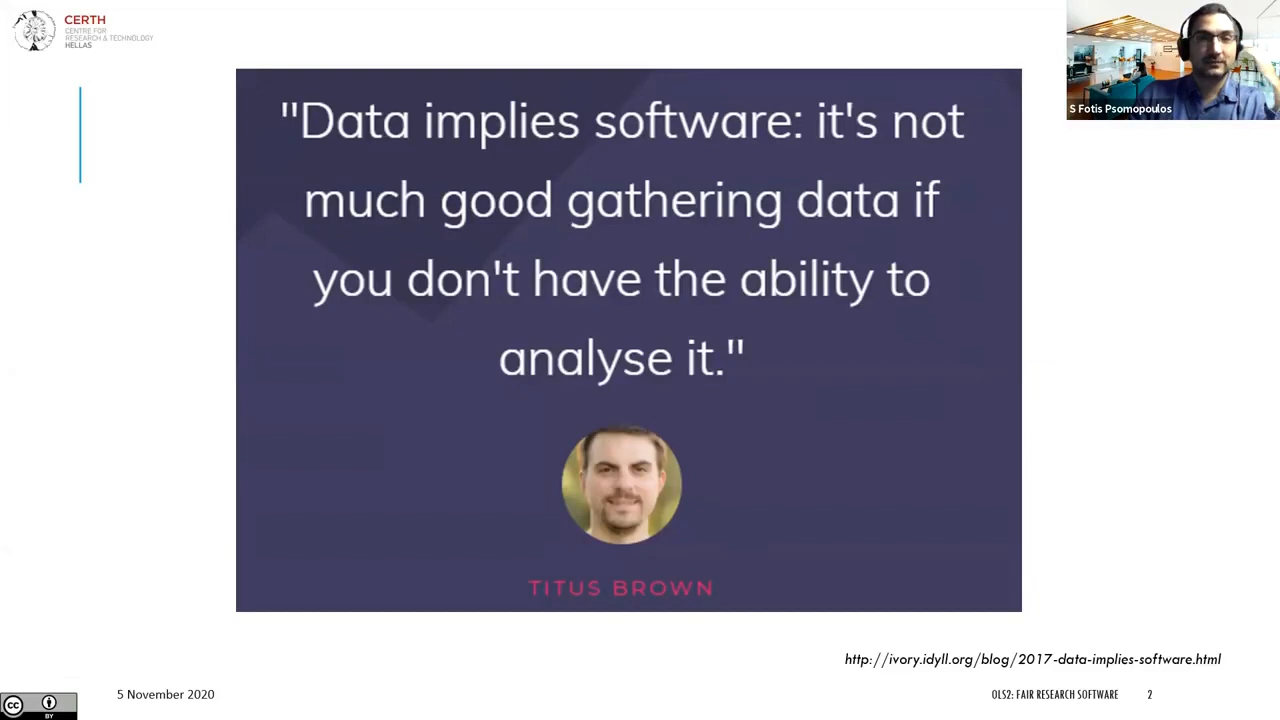 CERTH
CENTRE FOR
RESEARCH & TECHNOLOGY
HELLAS
S Fotis Psomopoulos
"Data implies software: it's not
much good gathering data if
you don't have the ability to
analyse it."
TITUS BROWN
http://ivory.idyll.org/blog/2017-data-implies-software.html
cc
BY
5 November 2020
OLS2: FAIR RESEARCH SOFTWARE
2